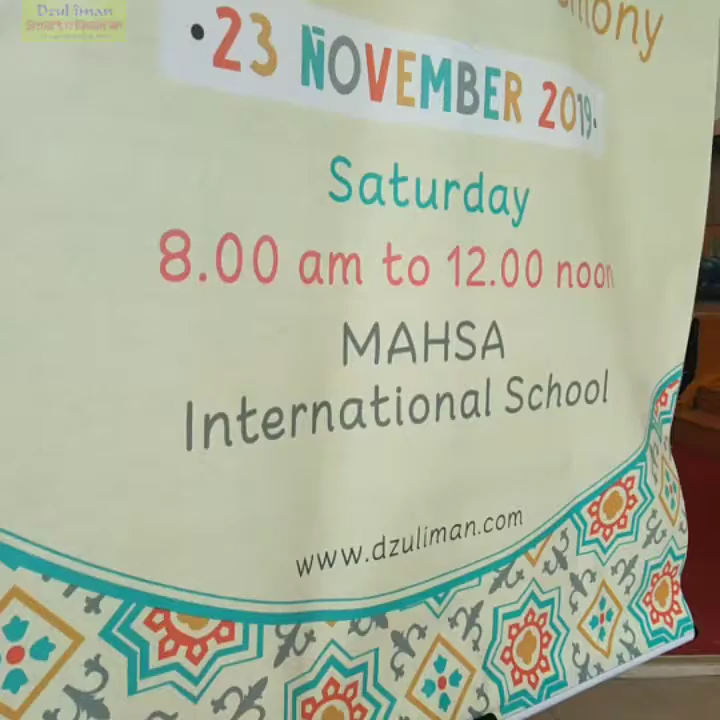 Dzul iman
mony
•23 NOVEMBER 2019•
Saturday
8.00 am to 12.00 noon
MAHSA
International School
www.dzuliman.com